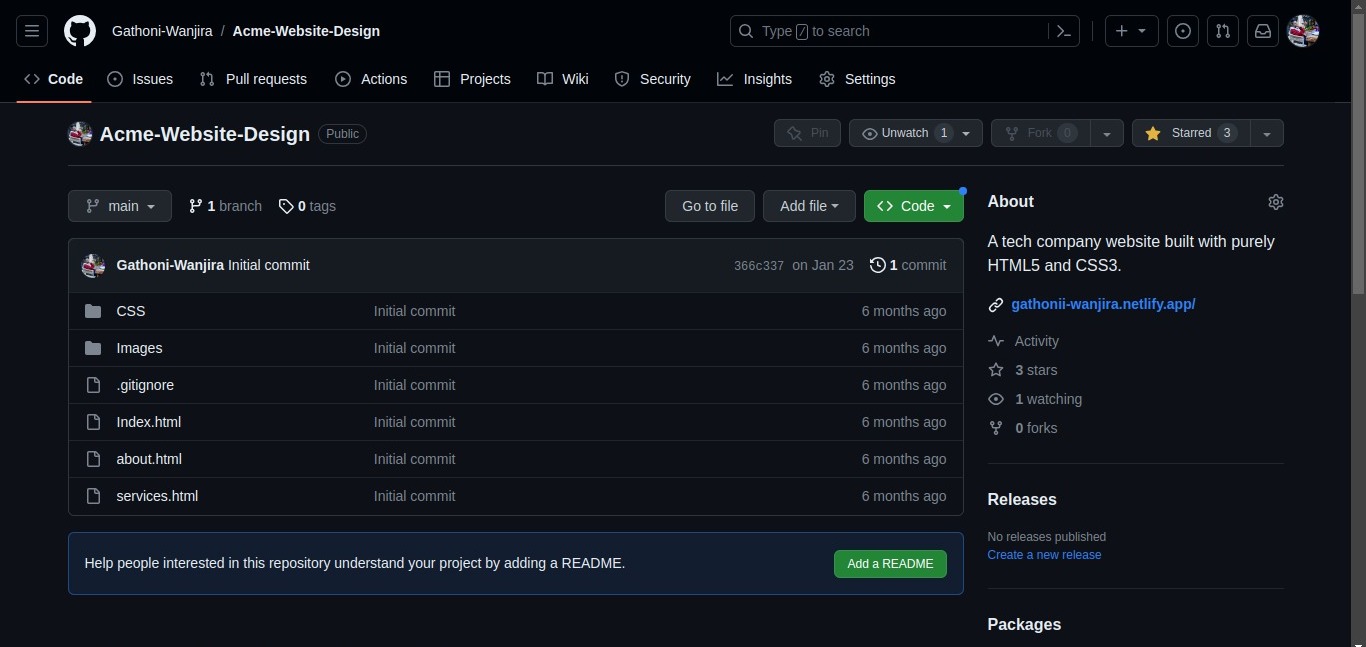 Gathoni-Wanjira / Acme-Website-Design
Type / to search
Code Issues Pull requests Actions Projects Wiki Security Insights Settings
Acme-Website-Design Public
Pin Unwatch 1 Fork 0 Starred 3
main 1 branch 0 tags Go to file Add file Code
Gathoni-Wanjira Initial commit 366c337 on Jan 23 1 commit
CSS Initial commit 6 months ago
Images Initial commit 6 months ago
.gitignore Initial commit 6 months ago
Index.html Initial commit 6 months ago
about.html Initial commit 6 months ago
services.html Initial commit 6 months ago
Help people interested in this repository understand your project by adding a README. Add a README
About
A tech company website built with purely
HTML5 and CSS3.
gathonii-wanjira.netlify.app/
Activity
3 stars
1 watching
0 forks
Releases
No releases published
Create a new release
Packages